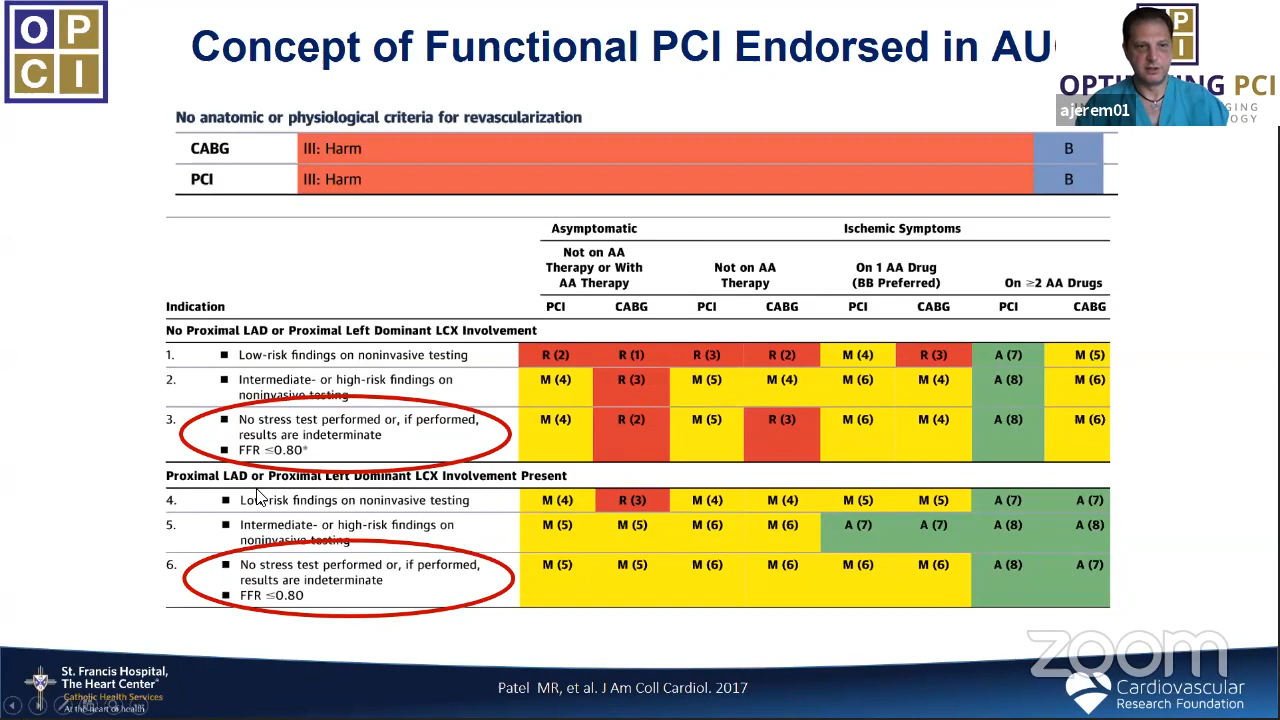 O P
C I
Concept of Functional PCI Endorsed in AU
P
I
OPTI
ING PCI
GING
OGY
ajerem01
No anatomic or physiological criteria for revascularization
CABG III: Harm B
PCI III: Harm B
Asymptomatic Ischemic Symptoms
Not on AA
Therapy or With
AA Therapy
Not on AA
Therapy
On 1 AA Drug
(BB Preferred)
On ≥2 AA Drugs
Indication PCI CABG PCI CABG PCI CABG PCI CABG
No Proximal LAD or Proximal Left Dominant LCX Involvement
1. ■ Low-risk findings on noninvasive testing R (2) R (1) R (3) R (2) M (4) R (3) A (7) M (5)
2. ■ Intermediate- or high-risk findings on M (4) R (3) M (5) M (4) M (6) M (4) A (8) M (6)
noninvasive testing
3. ■ No stress test performed or, if performed, M (4) R (2) M (5) R (3) M (6) M (4) A (8) M (6)
results are indeterminate
■ FFR ≤0.80*
Proximal LAD or Proximal Left Dominant LCX Involvement Present
4. ■ Low-risk findings on noninvasive testing M (4) R (3) M (4) M (4) M (5) M (5) A (7) A (7)
5. ■ Intermediate- or high-risk findings on M (5) M (5) M (6) M (6) A (7) A (7) A (8) A (8)
noninvasive testing
6. ■ No stress test performed or, if performed, M (5) M (5) M (6) M (6) M (6) M (6) A (8) A (7)
results are indeterminate
■ FFR ≤0.80
zoom
St. Francis Hospital,
The Heart Center
Catholic Health Services
At the heart of health
Patel MR, et al. J Am Coll Cardiol. 2017
Cardiovascular
Research Foundation